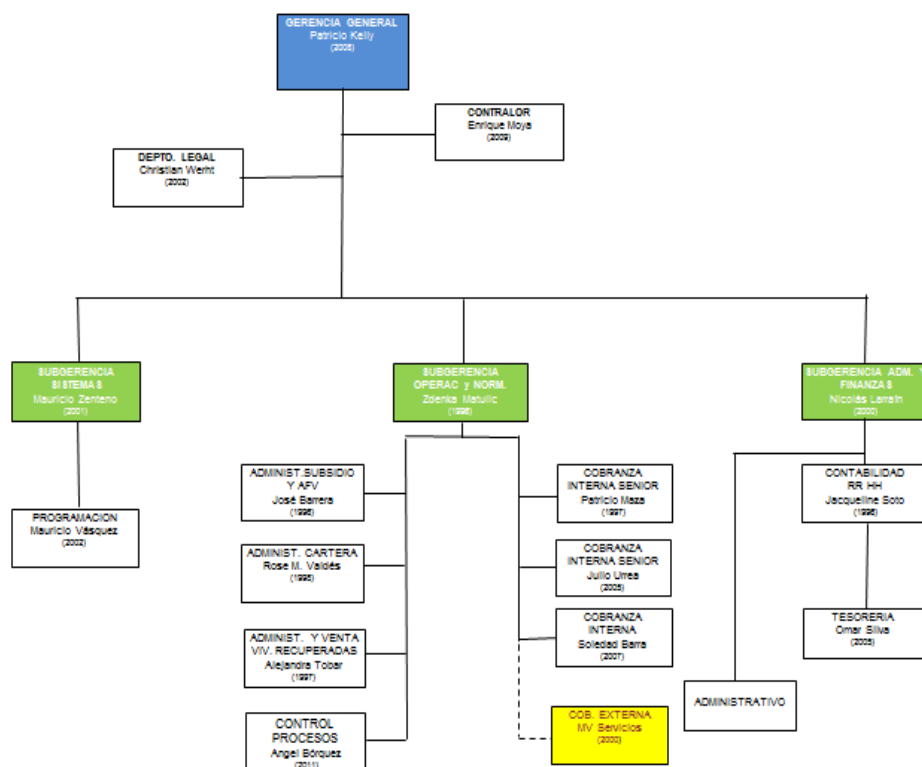 GERENCIA GENERAL
Patricio Kelly
CONTRALOR
Enrique Moya
(2009)
DEPTO. LEGAL
Christian Werht
(2002)
SUBGERENCIA
SISTEMAS
Mauricio Zenteno
(2001)
SUBGERENCIA
OPERAC y NORM.
Zdenka Matulic
(1996)
SUBGERENCIA ADM. Y
FINANZAS
Nicolás Larraín
(2000)
PROGRAMACION
Mauricio Vásquez
(2002)
ADMINIST.SUBSIDIO
Y AFV
José Barrera
(1996)
ADMINIST. CARTERA
Rose M. Valdés
ADMINIST. Y VENTA
VIV. RECUPERADAS
Alejandra Tobar
(1997)
CONTROL
PROCESOS
Angel Bórquez
(2011)
COBRANZA
INTERNA SENIOR
Patricio Maza
(1997)
COBRANZA
INTERNA SENIOR
Julio Urrea
COBRANZA
INTERNA
Soledad Barra
(2007)
COB. EXTERNA
MV Servicios
(2000)
CONTABILIDAD
RR HH
Jacqueline Soto
(1996)
TESORERIA
Omar Silva
ADMINISTRATIVO